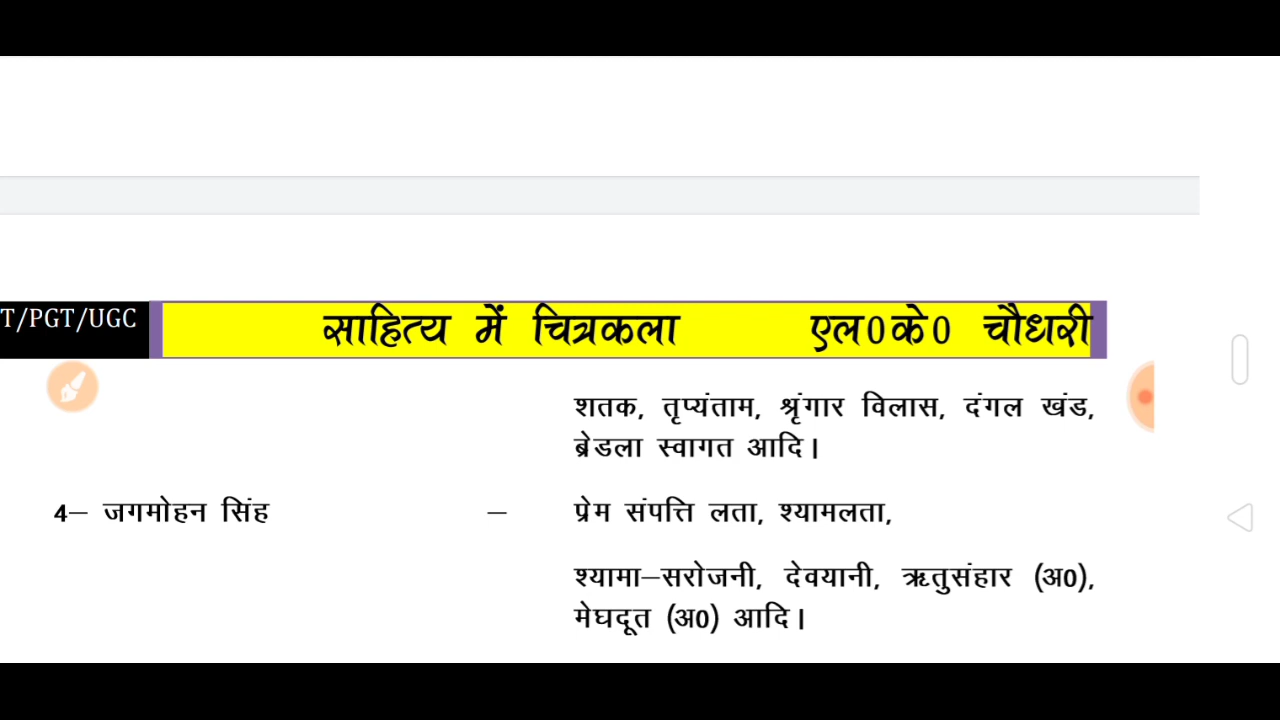 T/PGT/UGC साहित्य में चित्रकला एल0के0 चौधरी
शतक, तृप्यंताम, श्रृंगार विलास, दंगल खंड,
ब्रेडला स्वागत आदि।
4– जगमोहन सिंह – प्रेम संपत्ति लता, श्यामलता,
श्यामा–सरोजनी, देवयानी, ऋतुसंहार (अ0),
मेघदूत (अ0) आदि।